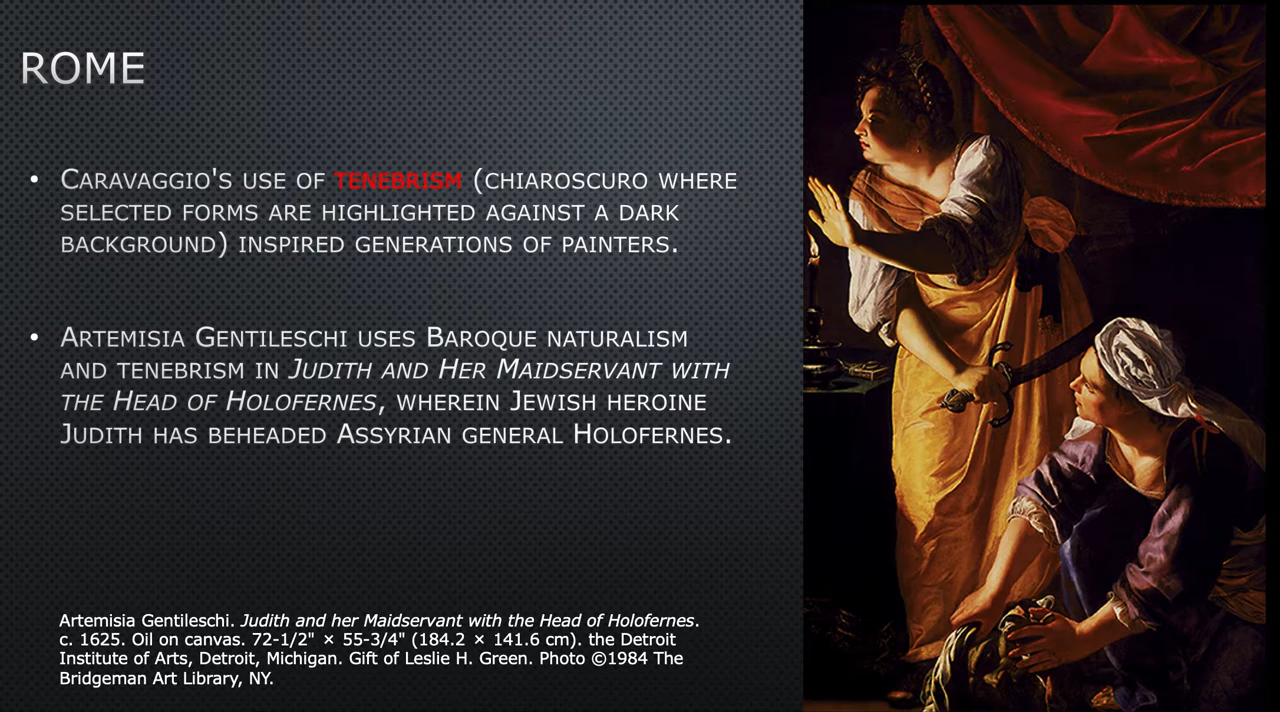 ROME
• CARAVAGGIO'S USE OF TENEBRISM (CHIAROSCURO WHERE
SELECTED FORMS ARE HIGHLIGHTED AGAINST A DARK
BACKGROUND) INSPIRED GENERATIONS OF PAINTERS.
• ARTEMISIA GENTILESCHI USES BAROQUE NATURALISM
AND TENEBRISM IN JUDITH AND HER MAIDSERVANT WITH
THE HEAD OF HOLOFERNES, WHEREIN JEWISH HEROINE
JUDITH HAS BEHEADED ASSYRIAN GENERAL HOLOFERNES.
Artemisia Gentileschi. Judith and her Maidservant with the Head of Holofernes.
c. 1625. Oil on canvas. 72-1/2" × 55-3/4" (184.2 × 141.6 cm). the Detroit
Institute of Arts, Detroit, Michigan. Gift of Leslie H. Green. Photo ©1984 The
Bridgeman Art Library, NY.